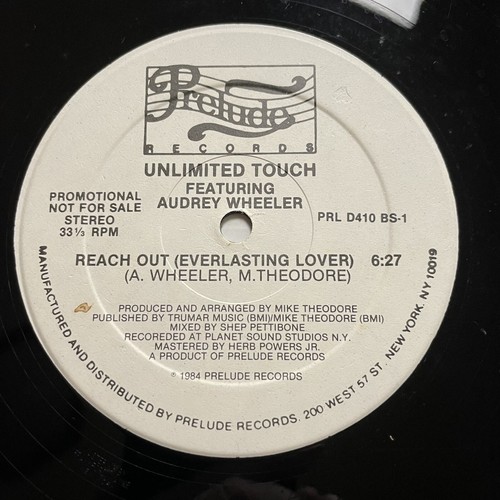 Prelude
RECORDS
UNLIMITED TOUCH
FEATURING
AUDREY WHEELER
PROMOTIONAL
NOT FOR SALE
STEREO
33⅓ RPM
PRL D410 BS-1
REACH OUT (EVERLASTING LOVER) 6:27
(A. WHEELER, M.THEODORE)
PRODUCED AND ARRANGED BY MIKE THEODORE
PUBLISHED BY TRUMAR MUSIC (BMI)/MIKE THEODORE (BMI)
MIXED BY SHEP PETTIBONE
RECOREDED AT PLANET SOUND STUDIOS N.Y.
MASTERED BY HERB POWERS JR.
A PRODUCT OF PRELUDE RECORDS
℗ 1984 PRELUDE RECORDS
MANUFACTURED AND DISTRIBUTED BY PRELUDE RECORDS, 200 WEST 57 ST. NEW YORK, NY 10019